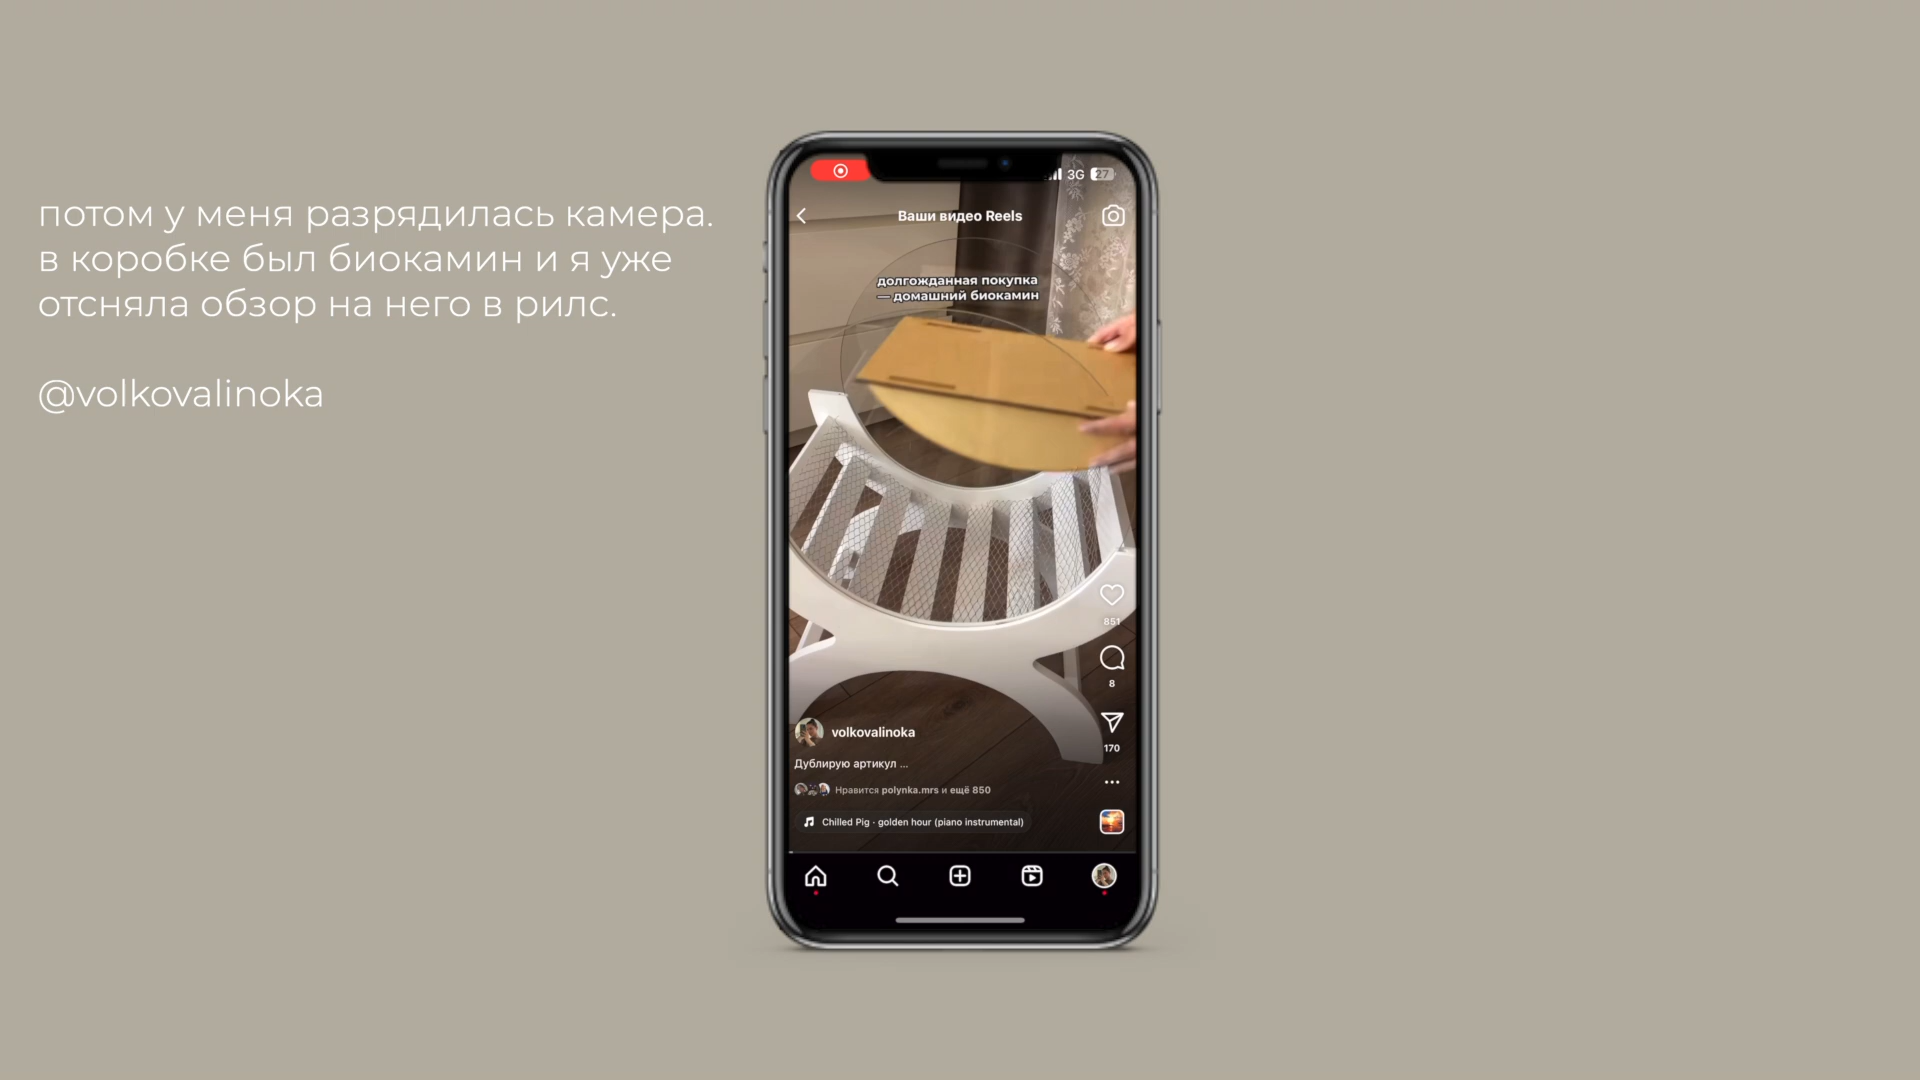 потом у меня разрядилась камера.
в коробке был биокамин и я уже
отсняла обзор на него в рилс.
@volkovalinoka
3G 27
Ваши видео Reels
долгожданная покупка
— домашний биокамин
851
8
170
volkovalinoka
Дублирую артикул ...
Нравится polynka.mrs и ещё 850
Chilled Pig · golden hour (piano instrumental)